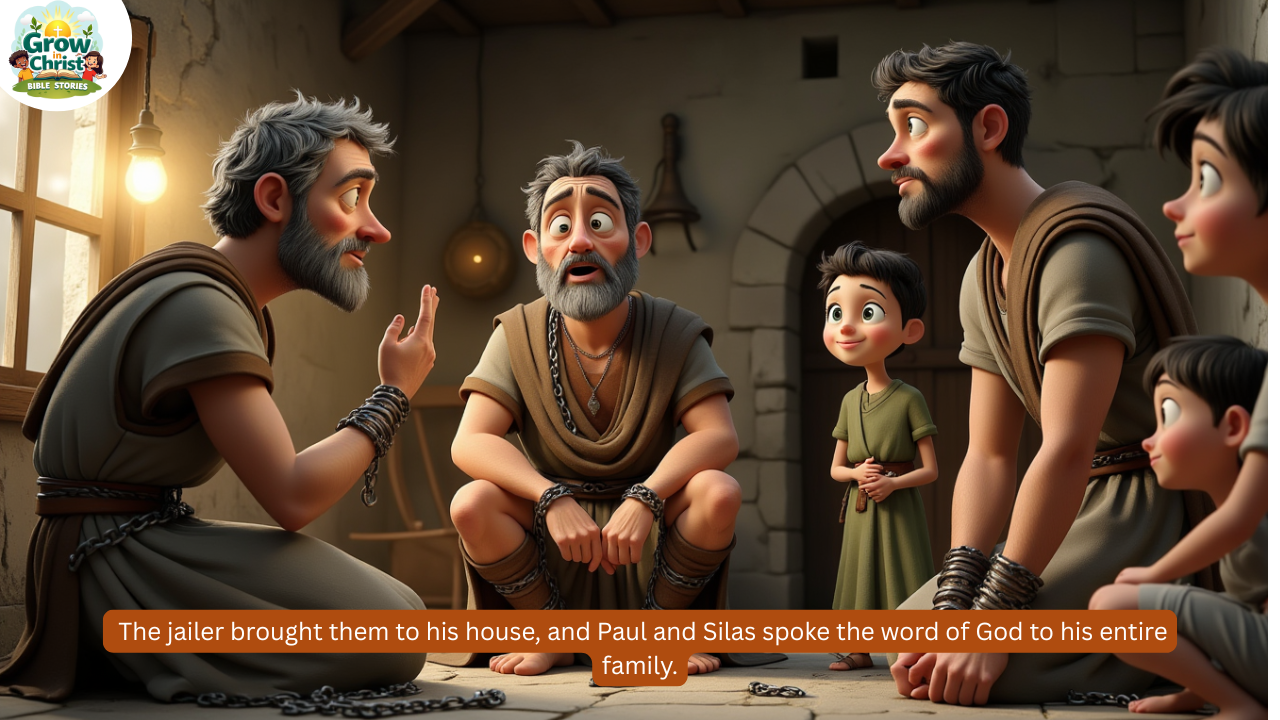 Grow
in
Christ
BIBLE STORIES
The jailer brought them to his house, and Paul and Silas spoke the word of God to his entire
family.